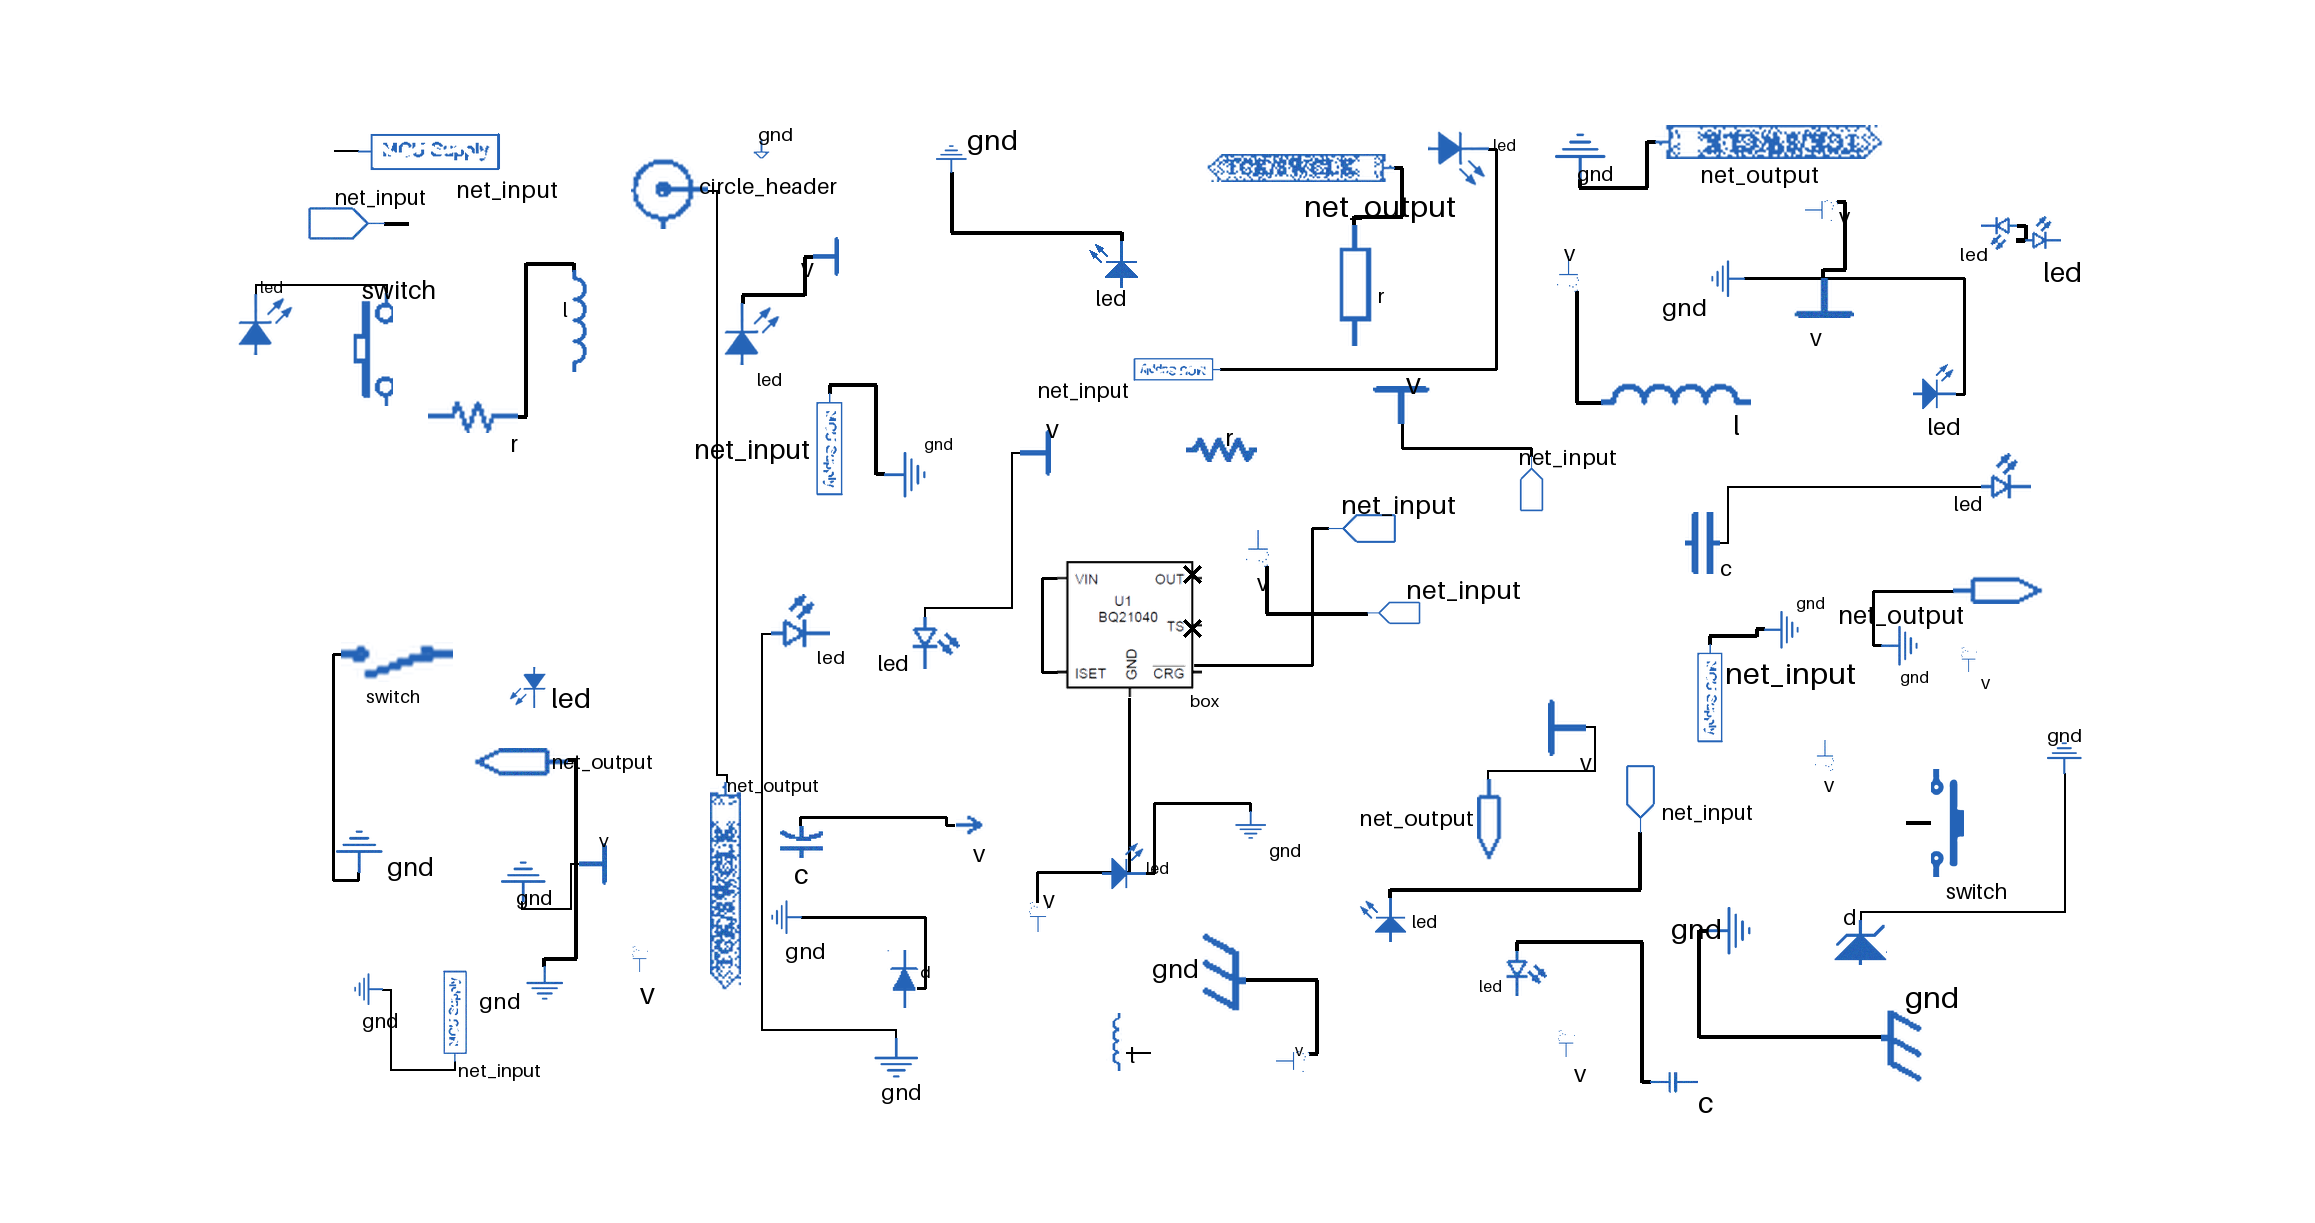 gnd
gnd
led
MCU Supply
net_input
net_input
circle_header
net_output
gnd
net_output
v
led
switch
l
v
led
r
led
v
gnd
v
led
led
led
r
net_input
led
net_input
gnd
v
r
v
net_input
l
led
net_input
v
net_input
led
c
VIN
OUT
U1
BQ21040
TS
GND
ISET
CRG
box
led
led
gnd
net_output
net_input
gnd
v
switch
led
net_output
net_output
v
net_output
v
net_input
v
gnd
gnd
v
gnd
c
v
led
gnd
v
led
switch
gnd
d
gnd
d
gnd
gnd
v
gnd
led
gnd
net_input
gnd
l
v
v
c